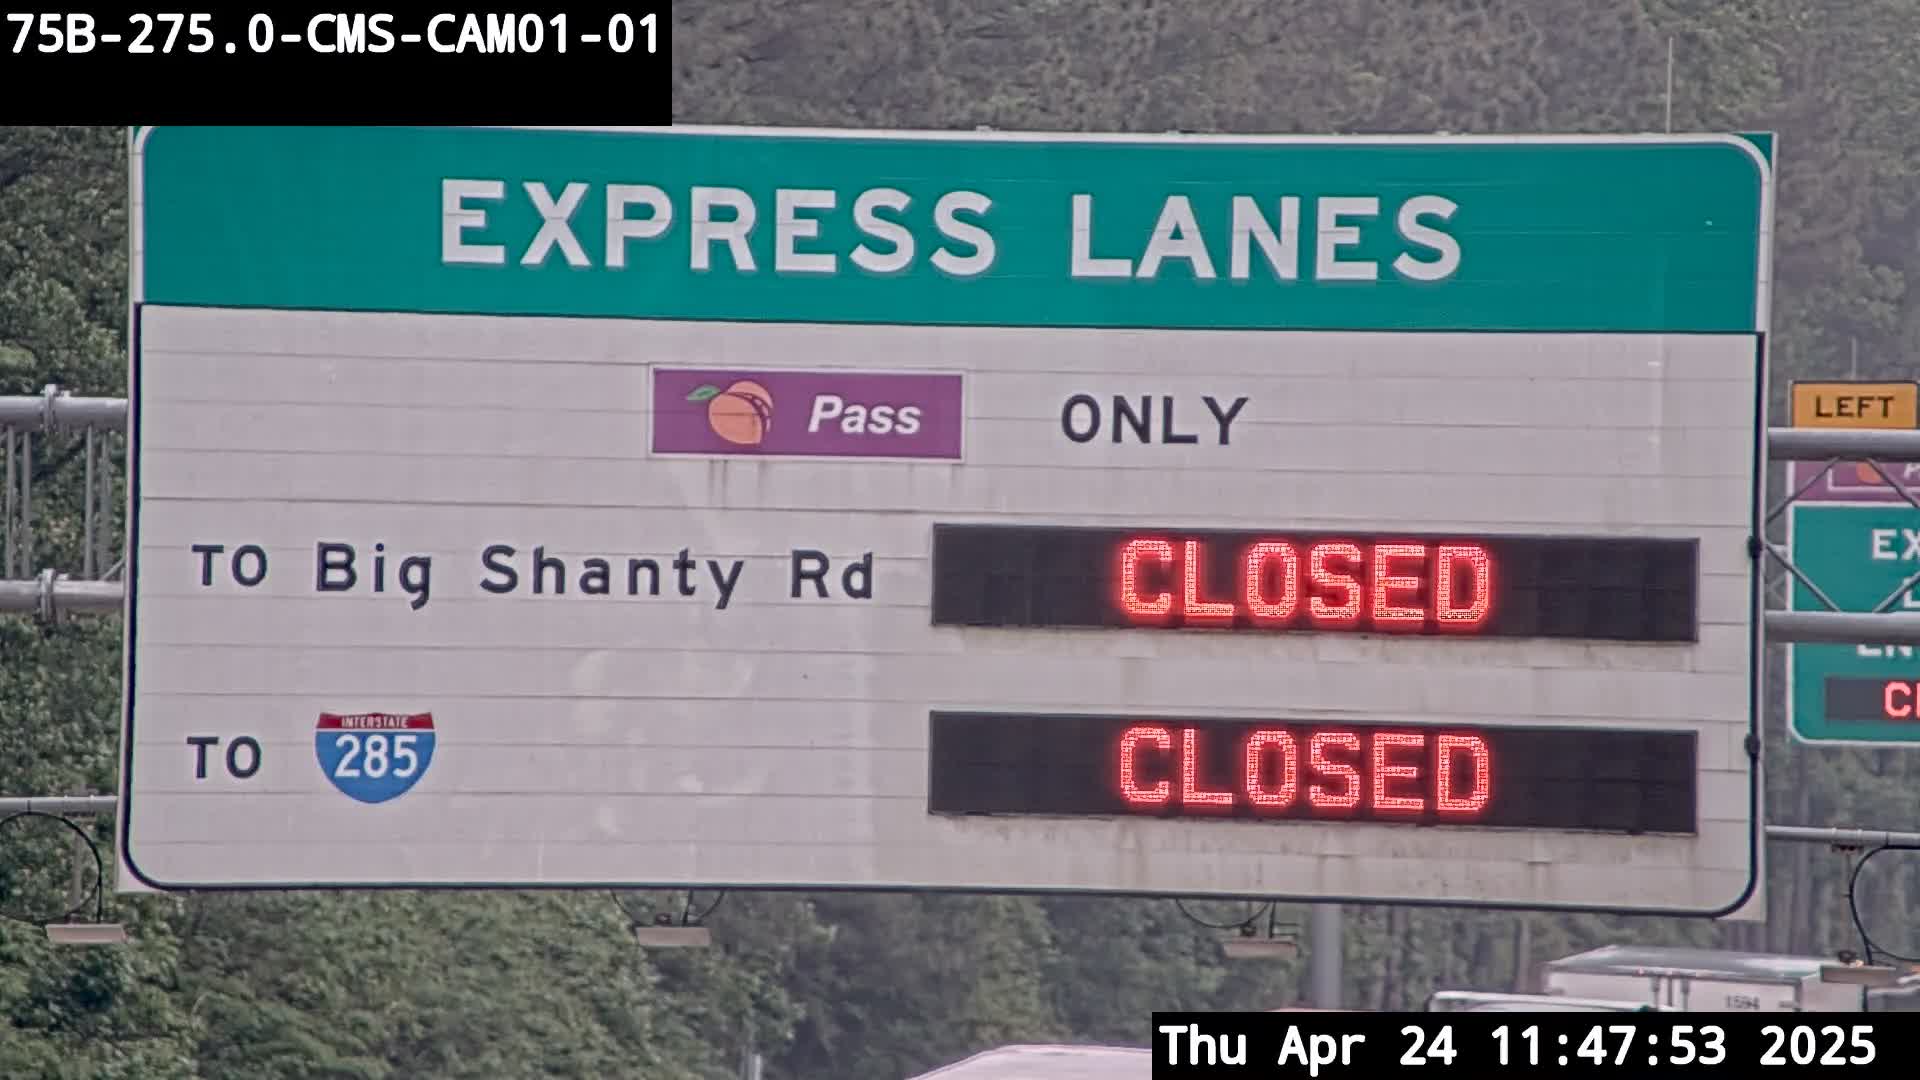 75B-275.0-CMS-CAM01-01
EXPRESS LANES
Pass ONLY
TO Big Shanty Rd CLOSED
TO INTERSTATE 285 CLOSED
LEFT
1594
Thu Apr 24 11:47:53 2025